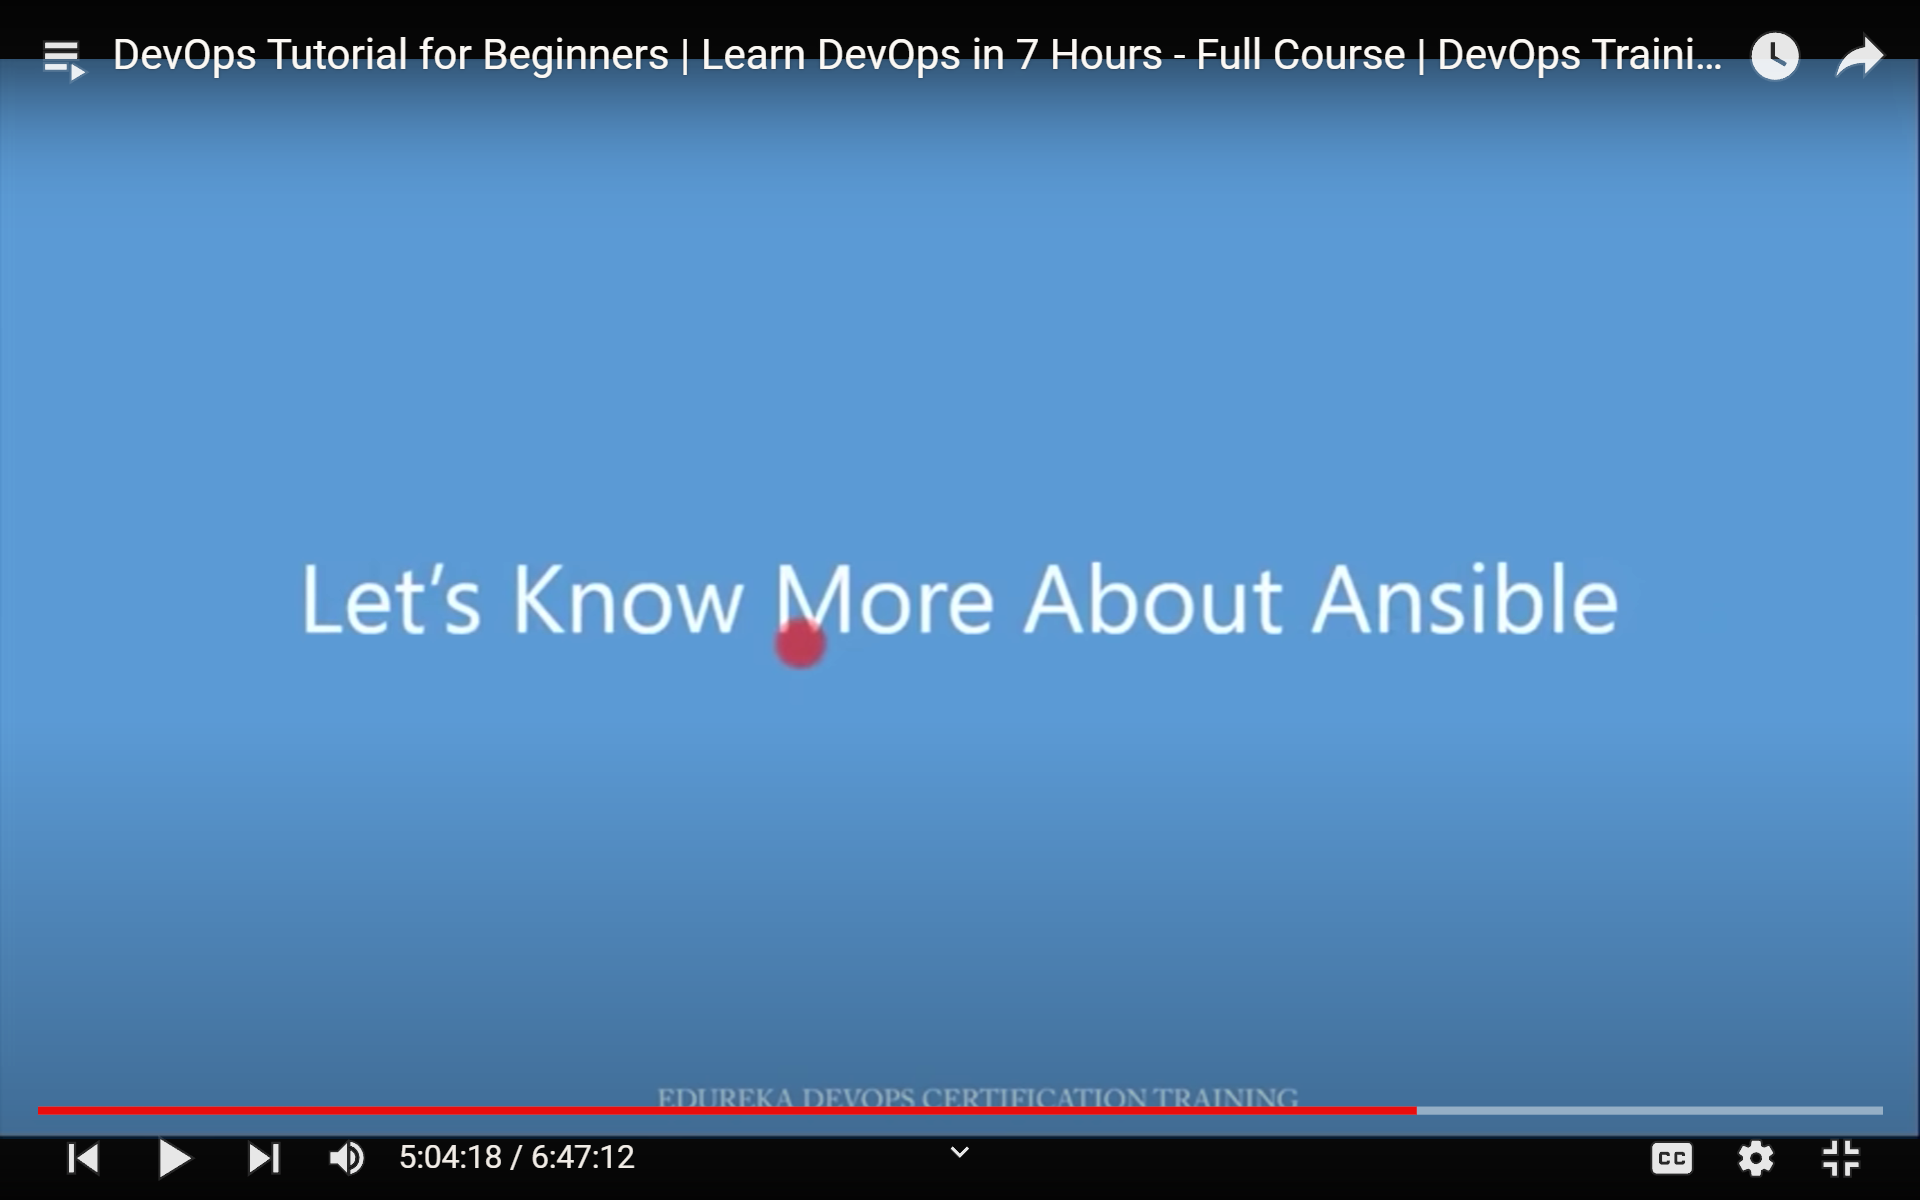 DevOps Tutorial for Beginners | Learn DevOps in 7 Hours - Full Course | DevOps Traini...
Let's Know More About Ansible
EDUREKA DEVOPS CERTIFICATION TRAINING
5:04:18 / 6:47:12
CC